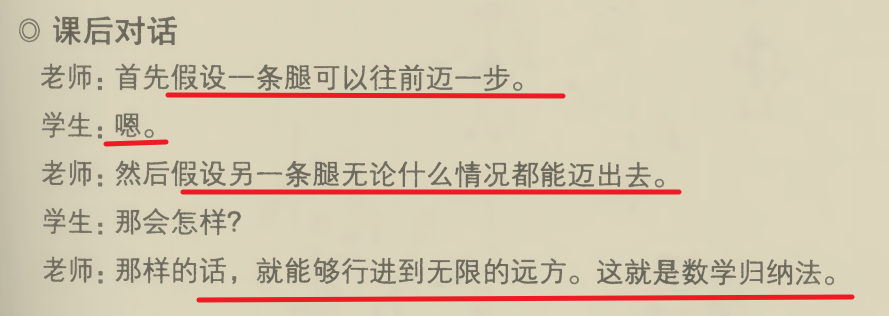 ◎ 课后对话
老师：首先假设一条腿可以往前迈一步。
学生：嗯。
老师：然后假设另一条腿无论什么情况都能迈出去。
学生：那会怎样？
老师：那样的话，就能够行进到无限的远方。这就是数学归纳法。